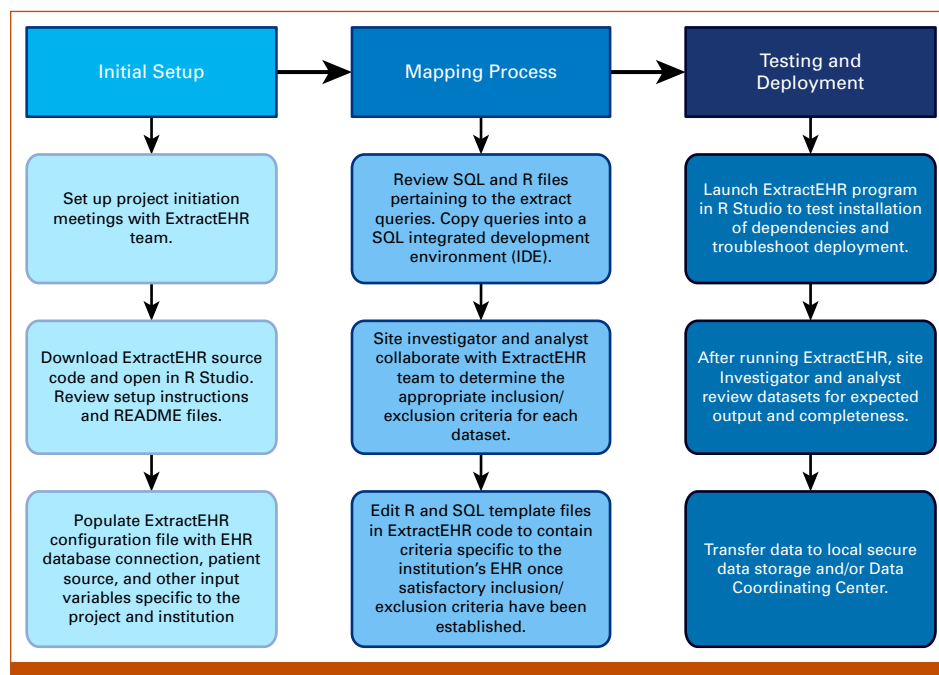 Initial Setup
Mapping Process
Testing and
Deployment
Set up project initiation
meetings with ExtractEHR
team.
Download ExtractEHR source
code and open in R Studio.
Review setup instructions
and README files.
Populate ExtractEHR
configuration file with EHR
database connection, patient
source, and other input
variables specific to the
project and institution
Review SQL and R files
pertaining to the extract
queries. Copy queries into a
SQL integrated development
environment (IDE).
Site investigator and analyst
collaborate with ExtractEHR
team to determine the
appropriate inclusion/
exclusion criteria for each
dataset.
Edit R and SQL template files
in ExtractEHR code to contain
criteria specific to the
institution's EHR once
satisfactory inclusion/
exclusion criteria have been
established.
Launch ExtractEHR program
in R Studio to test installation
of dependencies and
troubleshoot deployment.
After running ExtractEHR, site
Investigator and analyst
review datasets for expected
output and completeness.
Transfer data to local secure
data storage and/or Data
Coordinating Center.